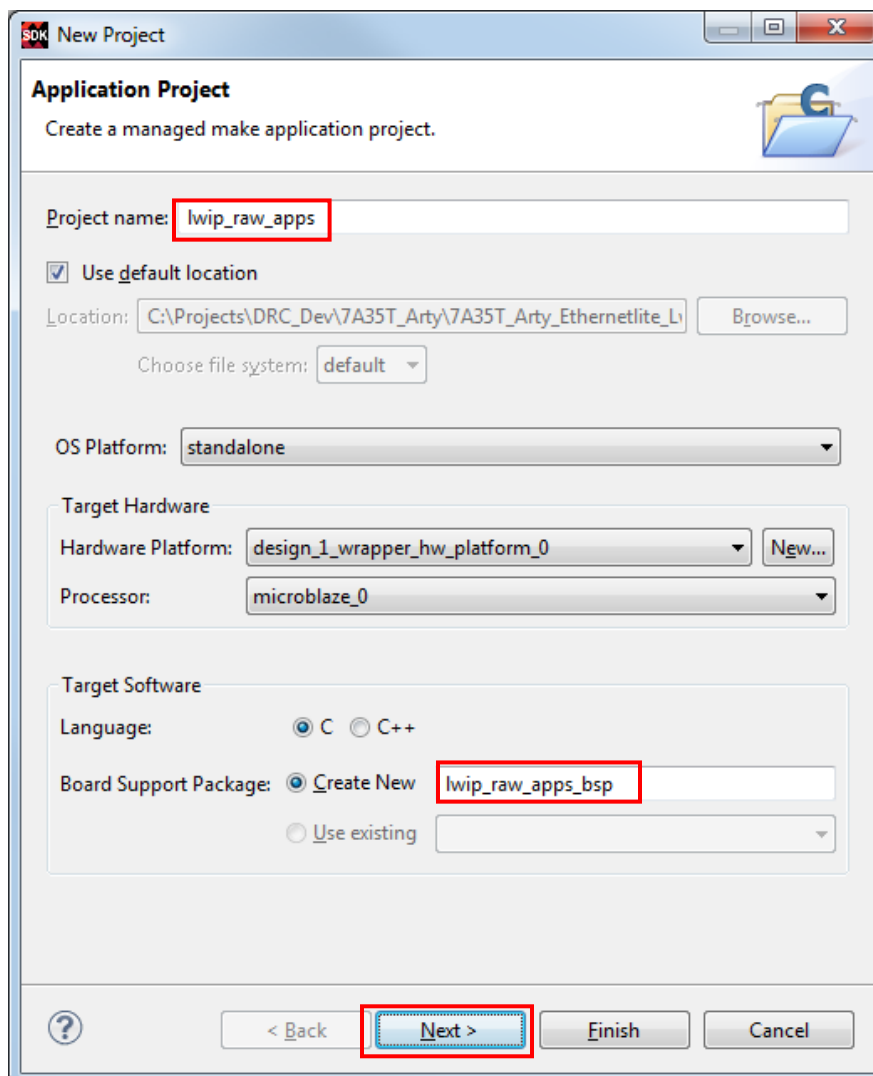 SDK New Project
Application Project
Create a managed make application project.
Project name: lwip_raw_apps
Use default location
Location: C:\Projects\DRC_Dev\7A35T_Arty\7A35T_Arty_Ethernetlite_Lw Browse...
Choose file system: default
OS Platform: standalone
Target Hardware
Hardware Platform: design_1_wrapper_hw_platform_0 New...
Processor: microblaze_0
Target Software
Language: C C++
Board Support Package: Create New lwip_raw_apps_bsp
Use existing
? < Back Next > Finish Cancel